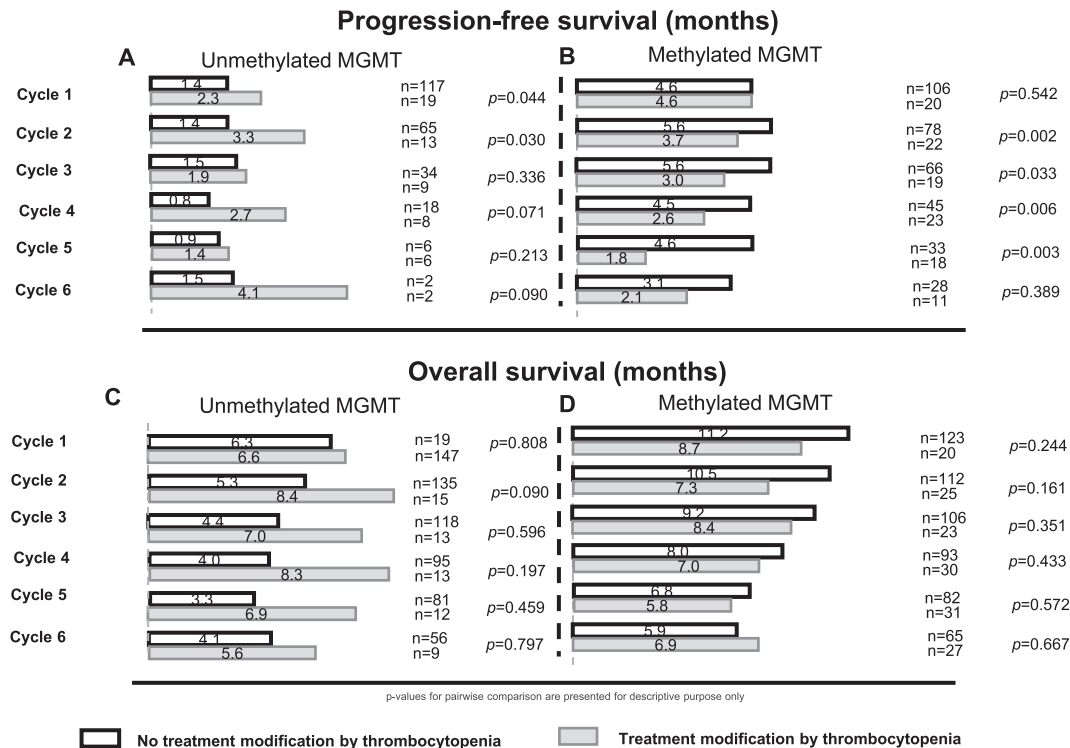 Progression-free survival (months)
A Unmethylated MGMT
Cycle 1 1.4 n=117
2.3 n=19 p=0.044
Cycle 2 1.4 n=65
3.3 n=13 p=0.030
Cycle 3 1.5 n=34
1.9 n=9 p=0.336
Cycle 4 0.8 n=18
2.7 n=8 p=0.071
Cycle 5 0.9 n=6
1.4 n=6 p=0.213
Cycle 6 1.5 n=2
4.1 n=2 p=0.090
B Methylated MGMT
4.6 n=106
4.6 n=20 p=0.542
5.6 n=78
3.7 n=22 p=0.002
5.6 n=66
3.0 n=19 p=0.033
4.5 n=45
2.6 n=23 p=0.006
4.6 n=33
1.8 n=18 p=0.003
3.1 n=28
2.1 n=11 p=0.389
Overall survival (months)
C Unmethylated MGMT
Cycle 1 6.3 n=19
6.6 n=147 p=0.808
Cycle 2 5.3 n=135
8.4 n=15 p=0.090
Cycle 3 4.4 n=118
7.0 n=13 p=0.596
Cycle 4 4.0 n=95
8.3 n=13 p=0.197
Cycle 5 3.3 n=81
6.9 n=12 p=0.459
Cycle 6 4.1 n=56
5.6 n=9 p=0.797
D Methylated MGMT
11.2 n=123
8.7 n=20 p=0.244
10.5 n=112
7.3 n=25 p=0.161
9.2 n=106
8.4 n=23 p=0.351
8.0 n=93
7.0 n=30 p=0.433
6.8 n=82
5.8 n=31 p=0.572
5.9 n=65
6.9 n=27 p=0.667
p-values for pairwise comparison are presented for descriptive purpose only
No treatment modification by thrombocytopenia
Treatment modification by thrombocytopenia